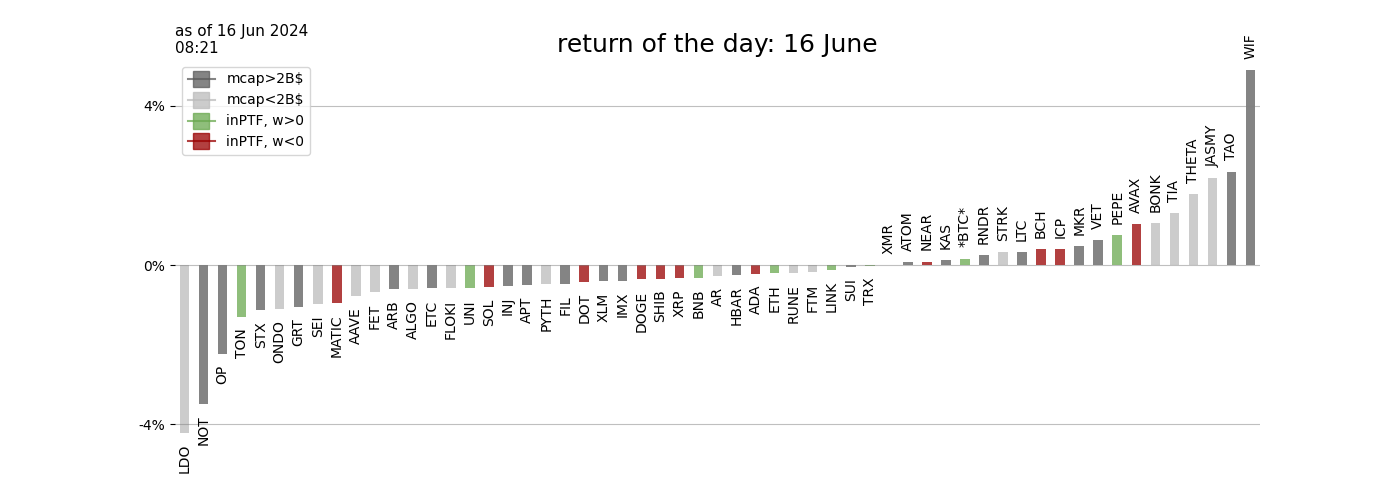 as of 16 Jun 2024
08:21
return of the day: 16 June
mcap>2B$
mcap<2B$
inPTF, w>0
inPTF, w<0
4%
0%
-4%
LDO
NOT
OP
TON
STX
ONDO
GRT
SEI
MATIC
AAVE
FET
ARB
ALGO
ETC
FLOKI
UNI
SOL
INJ
APT
PYTH
FIL
DOT
XLM
IMX
DOGE
SHIB
XRP
BNB
AR
HBAR
ADA
ETH
RUNE
FTM
LINK
SUI
TRX
XMR
ATOM
NEAR
KAS
*BTC*
RNDR
STRK
LTC
BCH
ICP
MKR
VET
PEPE
AVAX
BONK
TIA
THETA
JASMY
TAO
WIF